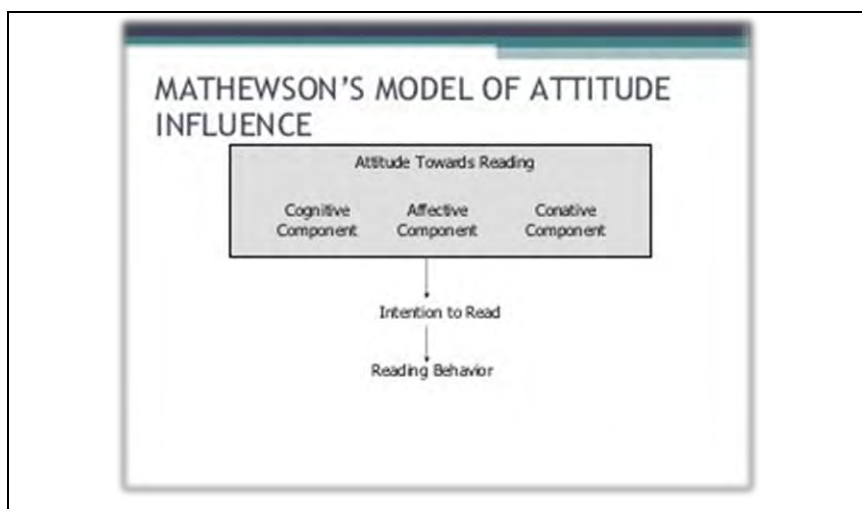 MATHEWSON'S MODEL OF ATTITUDE
INFLUENCE
Attitude Towards Reading
Cognitive Affective Conative
Component Component Component
Intention to Read
Reading Behavior